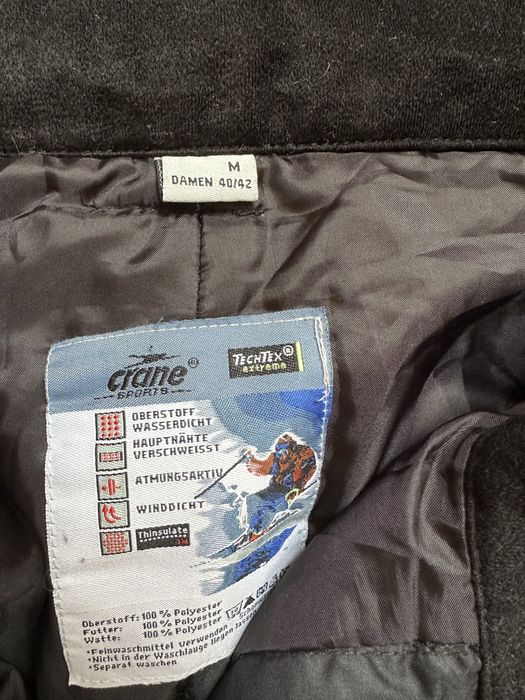 M
DAMEN 40/42
crane ®
SPORTS
TECHTEX®
extreme
OBERSTOFF
WASSERDICHT
HAUPTNÄHTE
VERSCHWEISST
ATMUNGSAKTIV
WINDDICHT
Thinsulate
Oberstoff: 100 % Polyester
Futter: 100 % Polyester
Watte: 100 % Polyester
*Feinwaschmittel verwenden
*Nicht in der Waschlauge liegen lassen
*Separat waschen